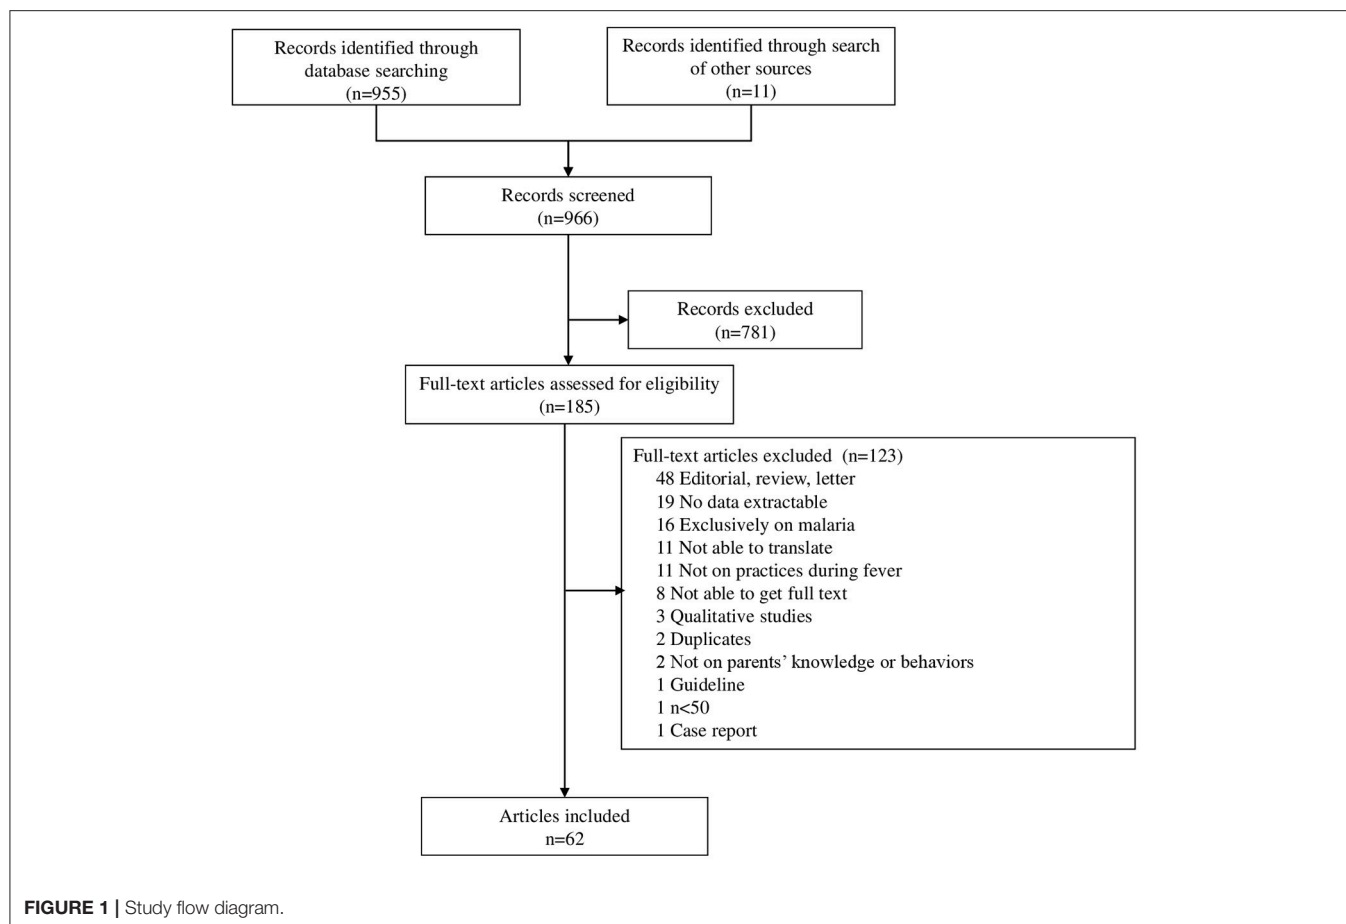 Records identified through
database searching
(n=955)
Records identified through search
of other sources
(n=11)
Records screened
(n=966)
Records excluded
(n=781)
Full-text articles assessed for eligibility
(n=185)
Full-text articles excluded (n=123)
48 Editorial, review, letter
19 No data extractable
16 Exclusively on malaria
11 Not able to translate
11 Not on practices during fever
8 Not able to get full text
3 Qualitative studies
2 Duplicates
2 Not on parents’ knowledge or behaviors
1 Guideline
1 n<50
1 Case report
Articles included
n=62
FIGURE 1 | Study flow diagram.